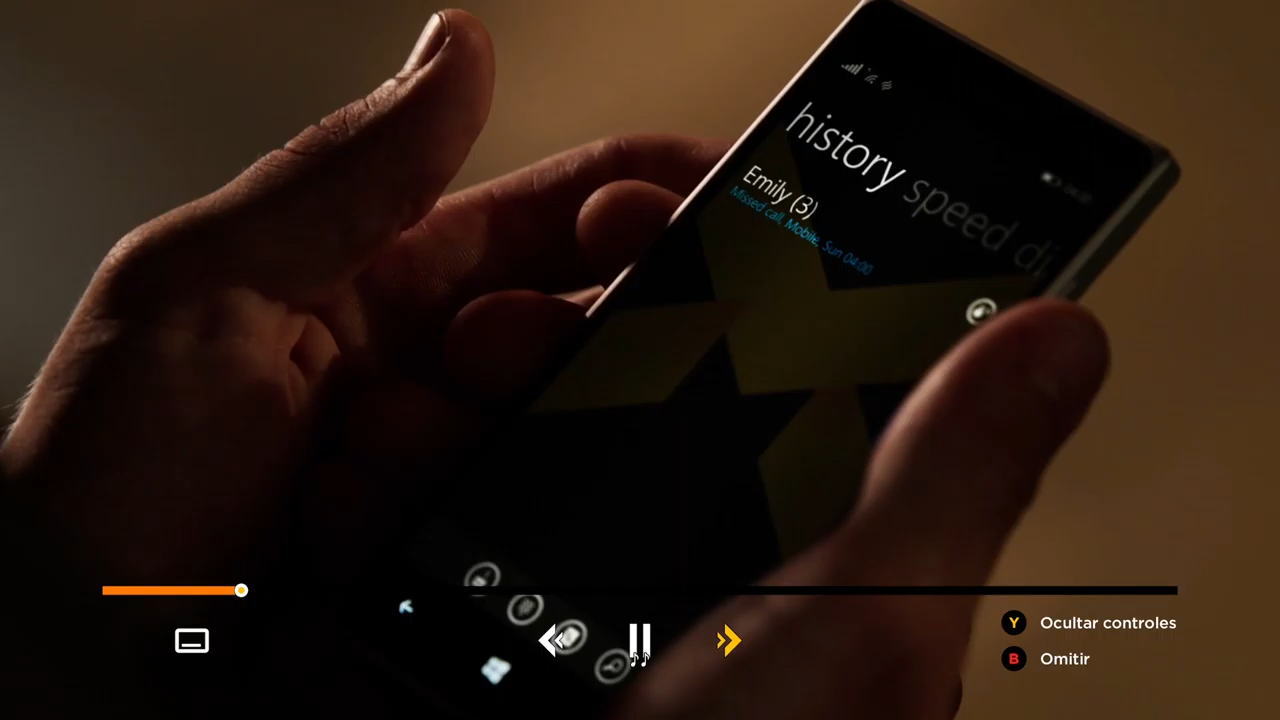 history speed di
Emily (3)
Missed call, Mobile, Sun 04:00
Y Ocultar controles
B Omitir